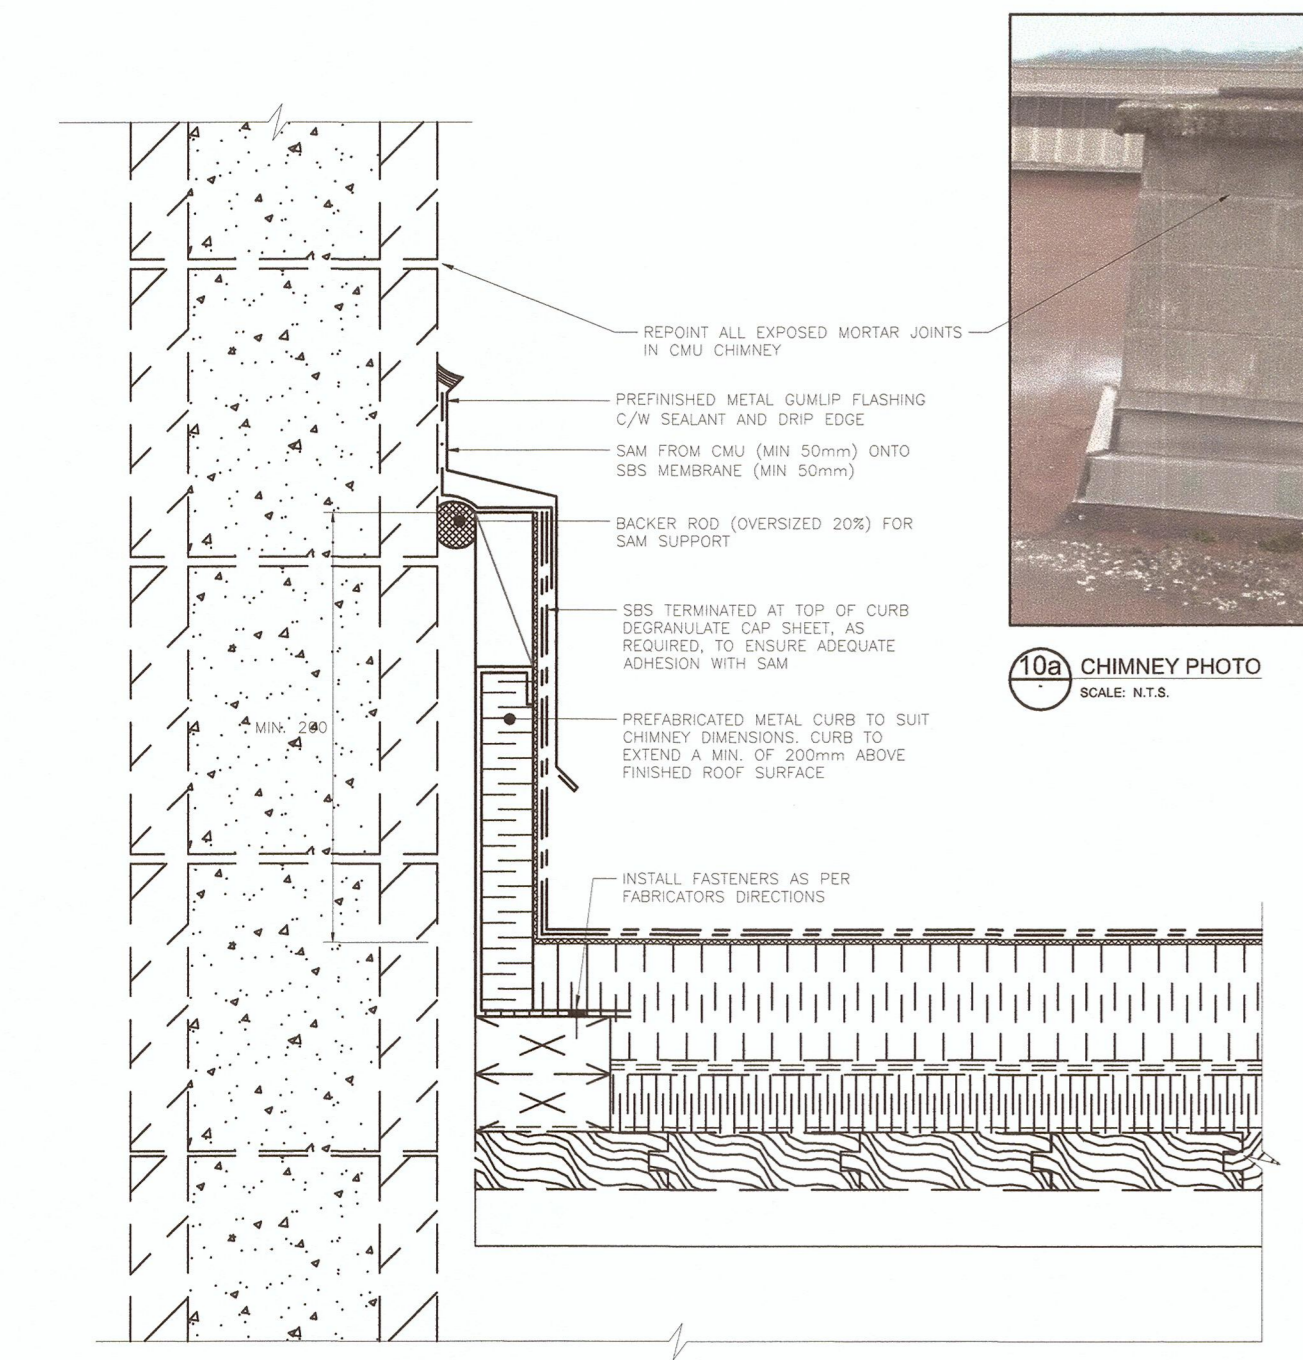 REPOINT ALL EXPOSED MORTAR JOINTS
IN CMU CHIMNEY
PREFINISHED METAL GUMLIP FLASHING
C/W SEALANT AND DRIP EDGE
SAM FROM CMU (MIN 50mm) ONTO
SBS MEMBRANE (MIN 50mm)
BACKER ROD (OVERSIZED 20%) FOR
SAM SUPPORT
SBS TERMINATED AT TOP OF CURB
DEGRANULATE CAP SHEET, AS
REQUIRED, TO ENSURE ADEQUATE
ADHESION WITH SAM
10a
-
CHIMNEY PHOTO
SCALE: N.T.S.
MIN. 200
PREFABRICATED METAL CURB TO SUIT
CHIMNEY DIMENSIONS. CURB TO
EXTEND A MIN. OF 200mm ABOVE
FINISHED ROOF SURFACE
INSTALL FASTENERS AS PER
FABRICATORS DIRECTIONS